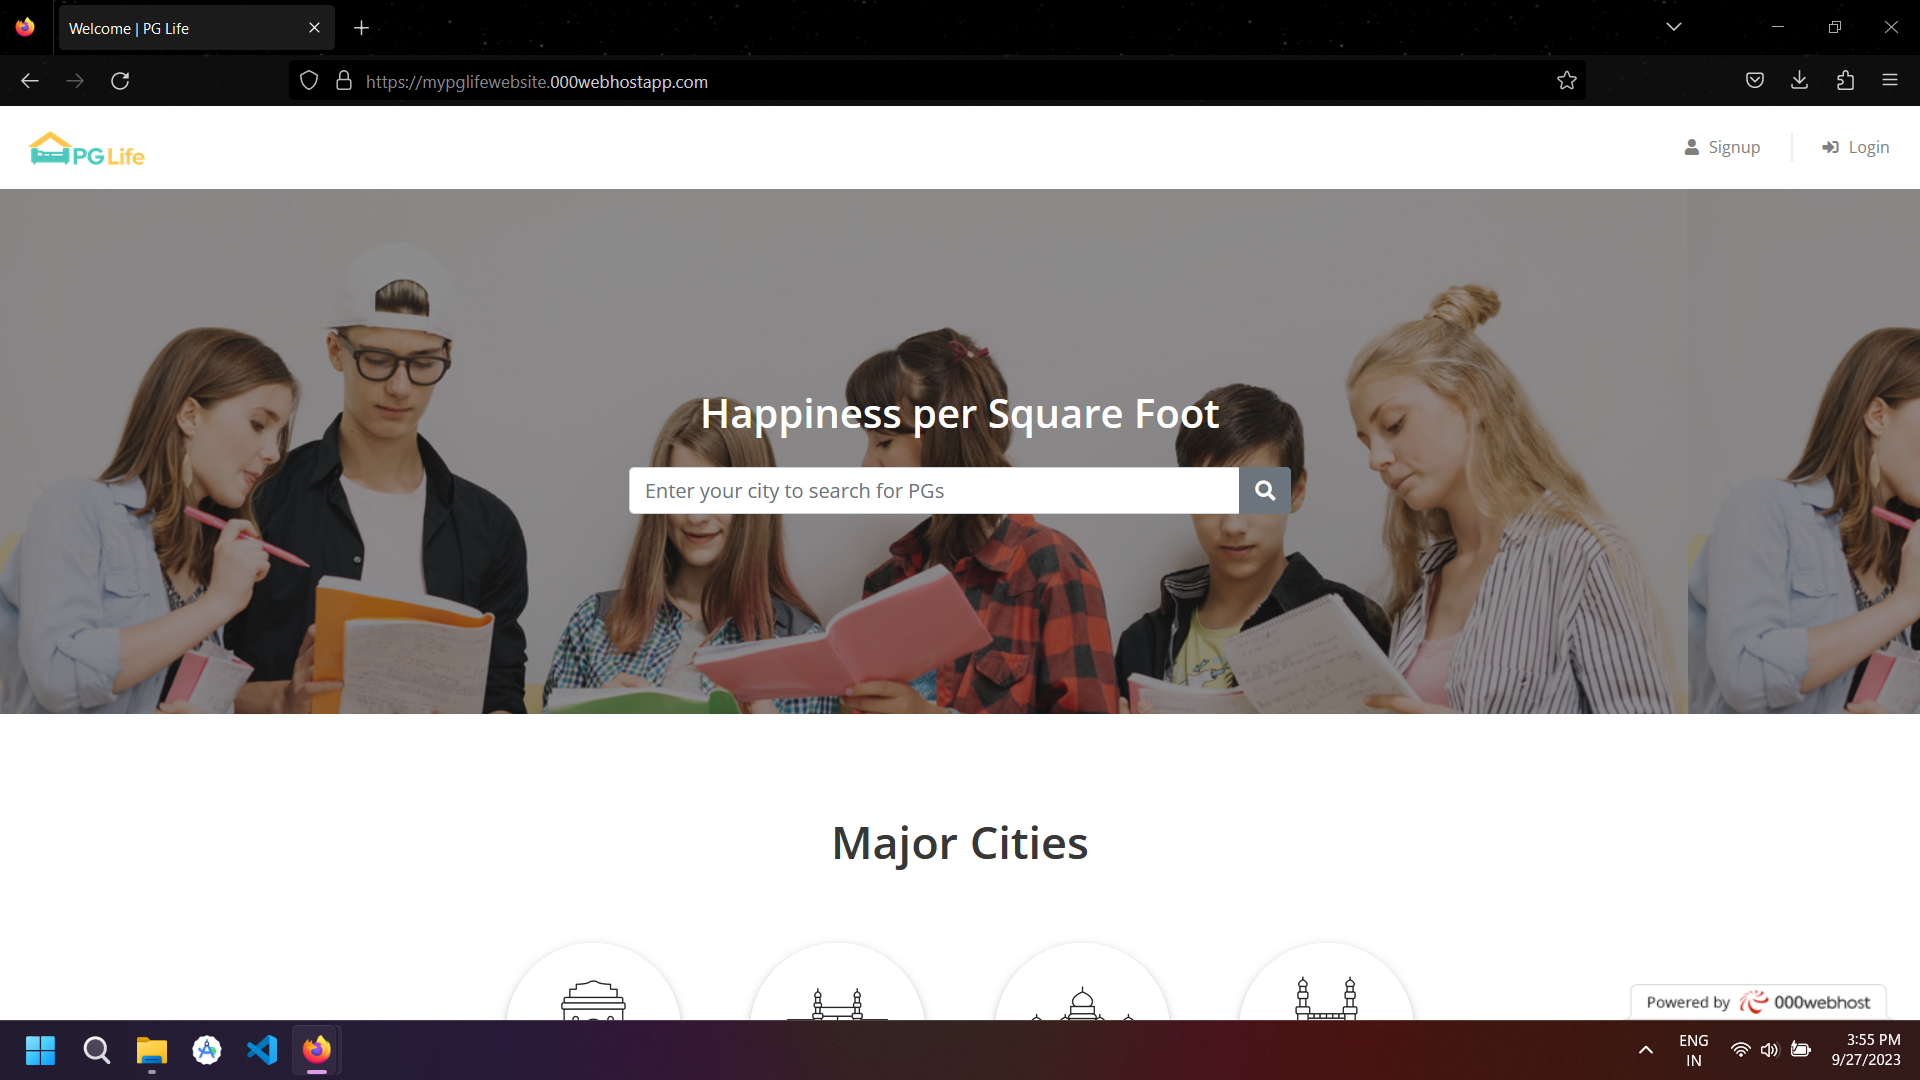 Welcome | PG Life
https://mypglifewebsite.000webhostapp.com
PG Life
Signup
Login
Happiness per Square Foot
Enter your city to search for PGs
Major Cities
Powered by 000webhost
ENG
IN
3:55 PM
9/27/2023